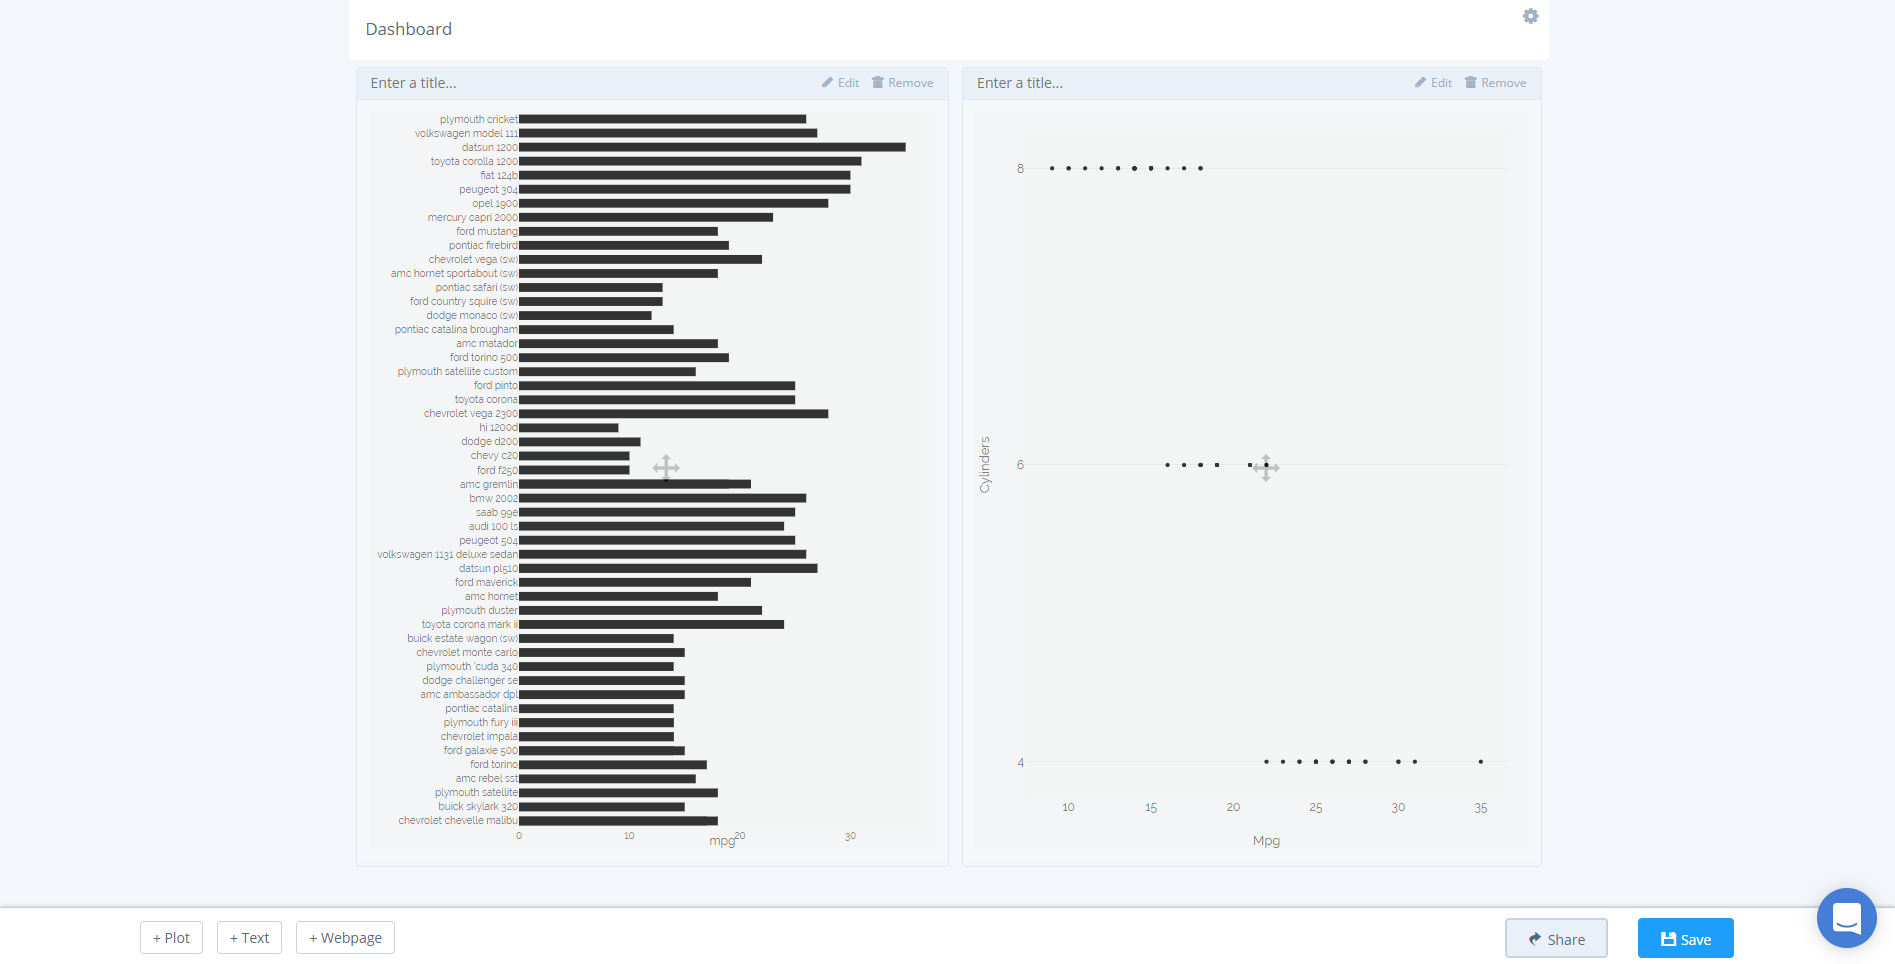 Dashboard
Enter a title...
Edit
Remove
plymouth cricket
volkswagen model 111
datsun 1200
toyota corolla 1200
fiat 124b
peugeot 304
opel 1900
mercury capri 2000
ford mustang
pontiac firebird
chevrolet vega (sw)
amc hornet sportabout (sw)
pontiac safari (sw)
ford country squire (sw)
dodge monaco (sw)
pontiac catalina brougham
amc matador
ford torino 500
plymouth satellite custom
ford pinto
toyota corona
chevrolet vega 2300
hi 1200d
dodge d200
chevy c20
ford f250
amc gremlin
bmw 2002
saab 99e
audi 100 ls
peugeot 504
volkswagen 1131 deluxe sedan
datsun pl510
ford maverick
amc hornet
plymouth duster
toyota corona mark ii
buick estate wagon (sw)
chevrolet monte carlo
plymouth 'cuda 340
dodge challenger se
amc ambassador dpl
pontiac catalina
plymouth fury iii
chevrolet impala
ford galaxie 500
ford torino
amc rebel sst
plymouth satellite
buick skylark 320
chevrolet chevelle malibu
0 10 20 30
mpg
Enter a title...
Edit
Remove
8
6
4
Cylinders
10 15 20 25 30 35
Mpg
+ Plot
+ Text
+ Webpage
Share
Save